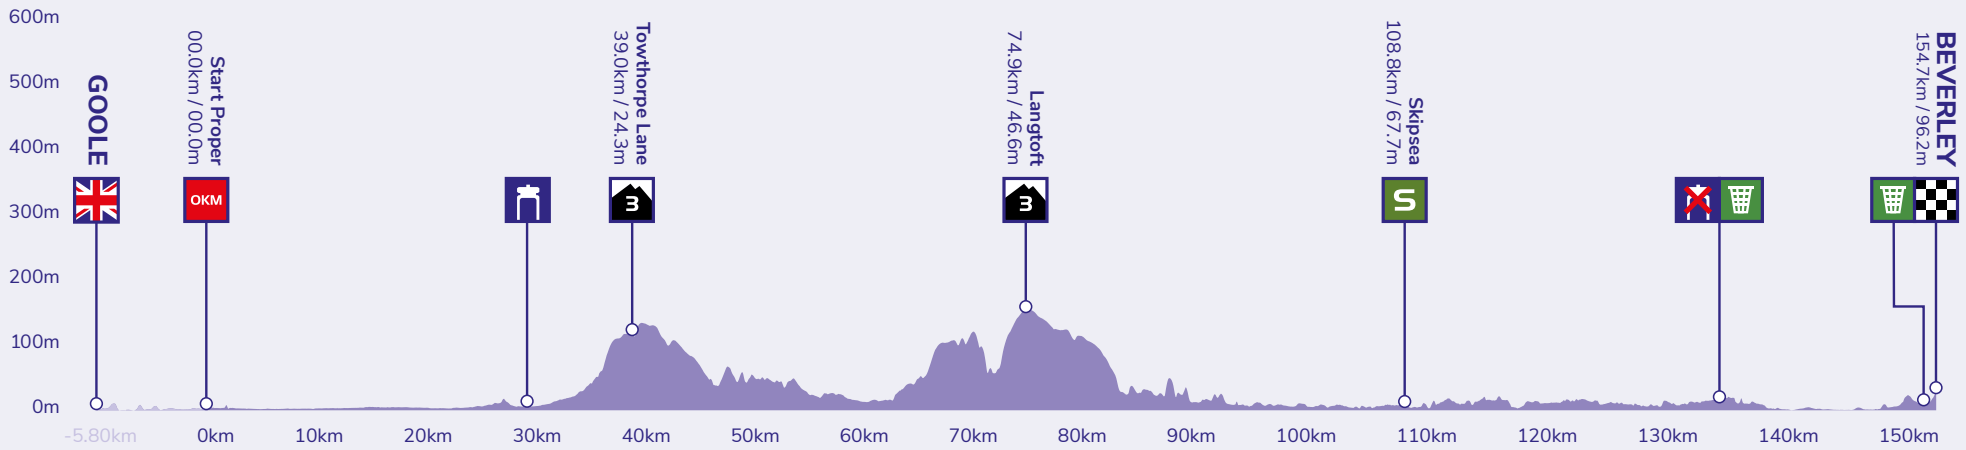 600m
500m
400m
300m
200m
100m
0m
GOOLE
Start Proper
00.0km / 00.0m
0KM
Towthorpe Lane
39.0km / 24.3m
3
Langtoft
74.9km / 46.6m
3
Skipsea
108.8km / 67.7m
S
BEVERLEY
154.7km / 96.2m
-5.80km
0km
10km
20km
30km
40km
50km
60km
70km
80km
90km
100km
110km
120km
130km
140km
150km